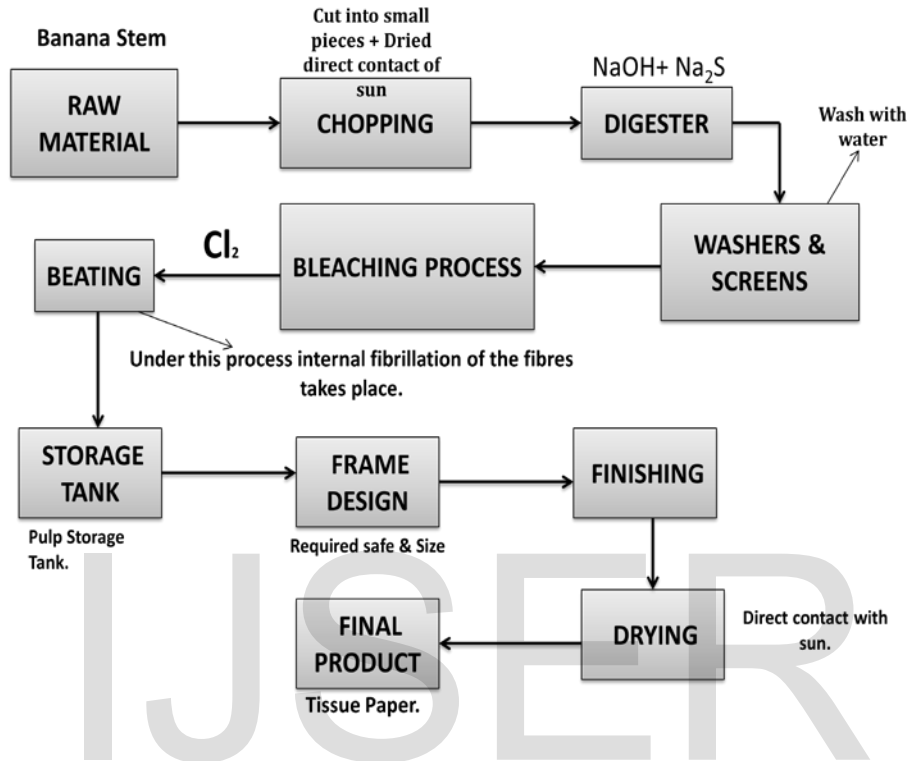 Banana Stem
RAW
MATERIAL
Cut into small
pieces + Dried
direct contact of
sun
CHOPPING
NaOH+ Na₂S
DIGESTER
Wash with
water
WASHERS &
SCREENS
BLEACHING PROCESS
Cl₂
BEATING
Under this process internal fibrillation of the fibres
takes place.
STORAGE
TANK
Pulp Storage
Tank.
FRAME
DESIGN
Required safe & Size
FINISHING
DRYING
Direct contact with
sun.
FINAL
PRODUCT
Tissue Paper.
IJSER